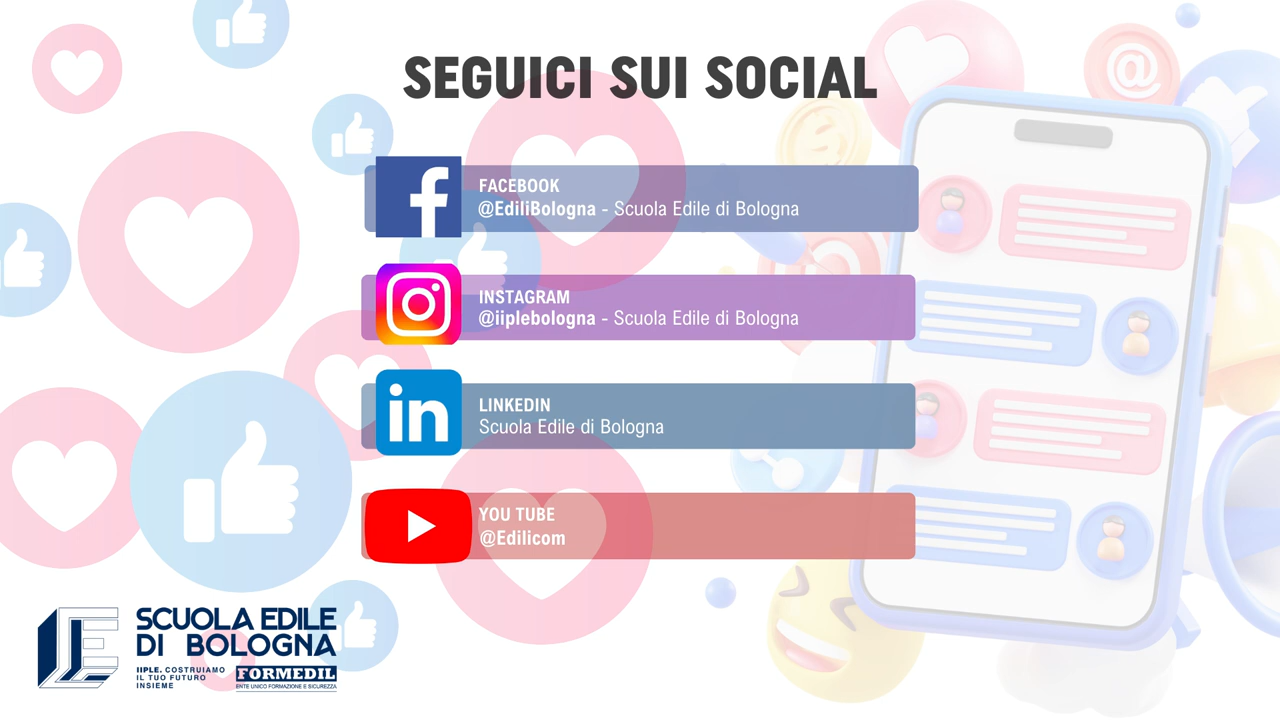 SEGUICI SUI SOCIAL
FACEBOOK
@EdiliBologna - Scuola Edile di Bologna
INSTAGRAM
@iiplebologna - Scuola Edile di Bologna
in
LINKEDIN
Scuola Edile di Bologna
YOU TUBE
@Edilicom
SCUOLA EDILE
DI BOLOGNA
IIPLE. COSTRUIAMO
IL TUO FUTURO
INSIEME
FORMEDIL
ENTE UNICO FORMAZIONE E SICUREZZA